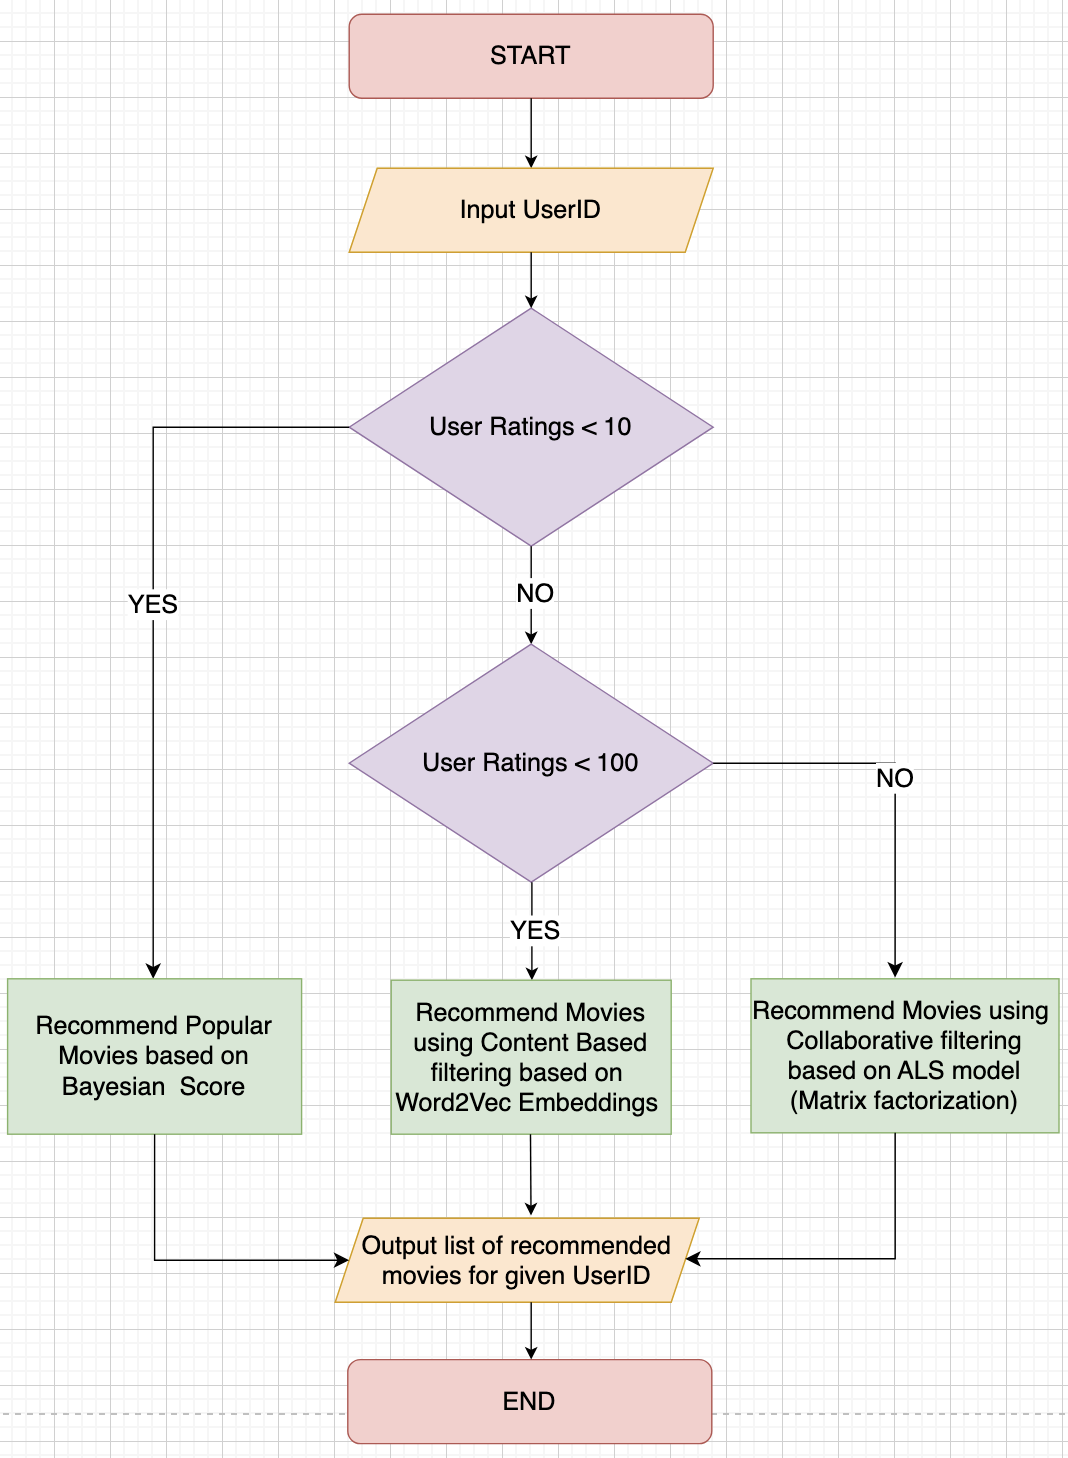 START
Input UserID
User Ratings < 10
NO
YES
User Ratings < 100
NO
YES
Recommend Popular
Movies based on
Bayesian  Score
Recommend Movies
using Content Based
filtering based on
Word2Vec Embeddings
Recommend Movies using
Collaborative filtering
based on ALS model
(Matrix factorization)
Output list of recommended
movies for given UserID
END